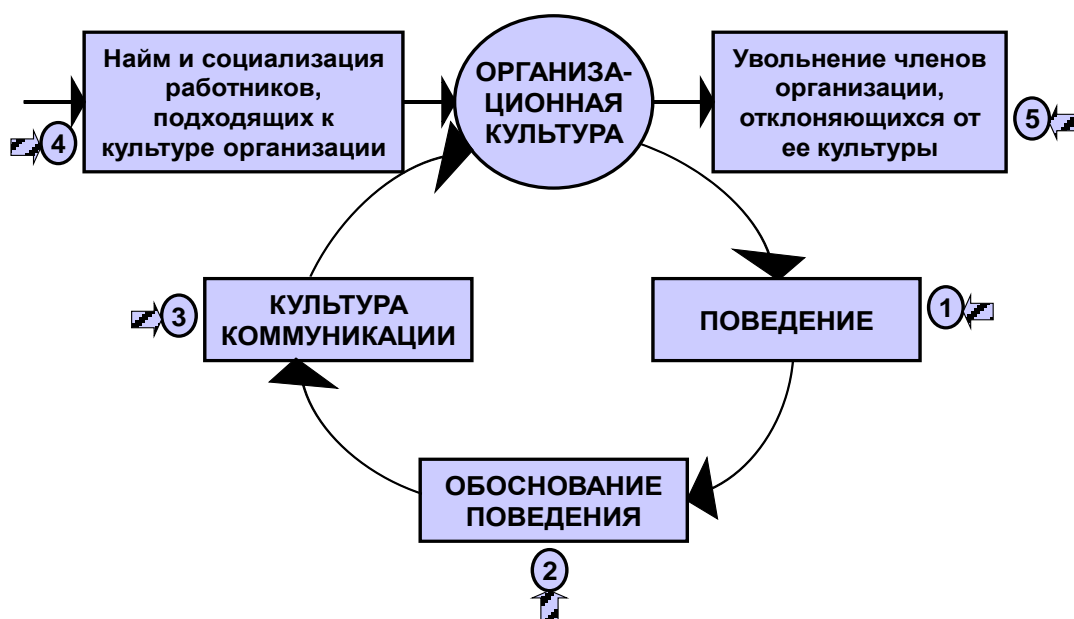 Найм и социализация
работников,
подходящих к
культуре организации
4
ОРГАНИЗА-
ЦИОННАЯ
КУЛЬТУРА
Увольнение членов
организации,
отклоняющихся от
ее культуры
5
КУЛЬТУРА
КОММУНИКАЦИИ
3
ПОВЕДЕНИЕ
1
ОБОСНОВАНИЕ
ПОВЕДЕНИЯ
2